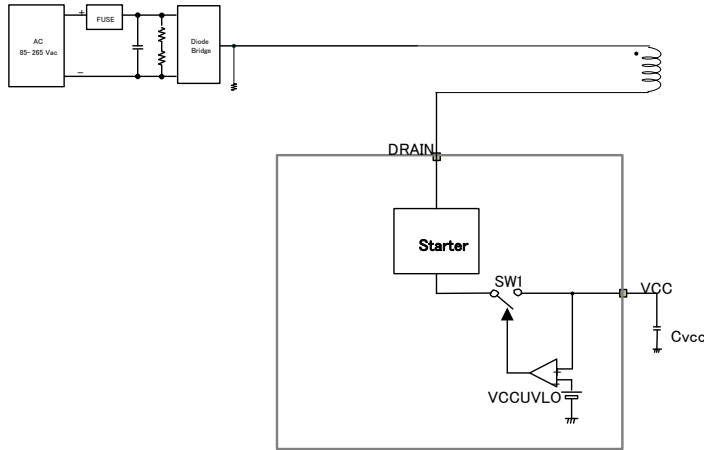 +
FUSE
AC
85- 265 Vac
Diode
Bridge
−
DRAIN
Starter
SW1
VCC
Cvcc
+
-
VCCUVLO